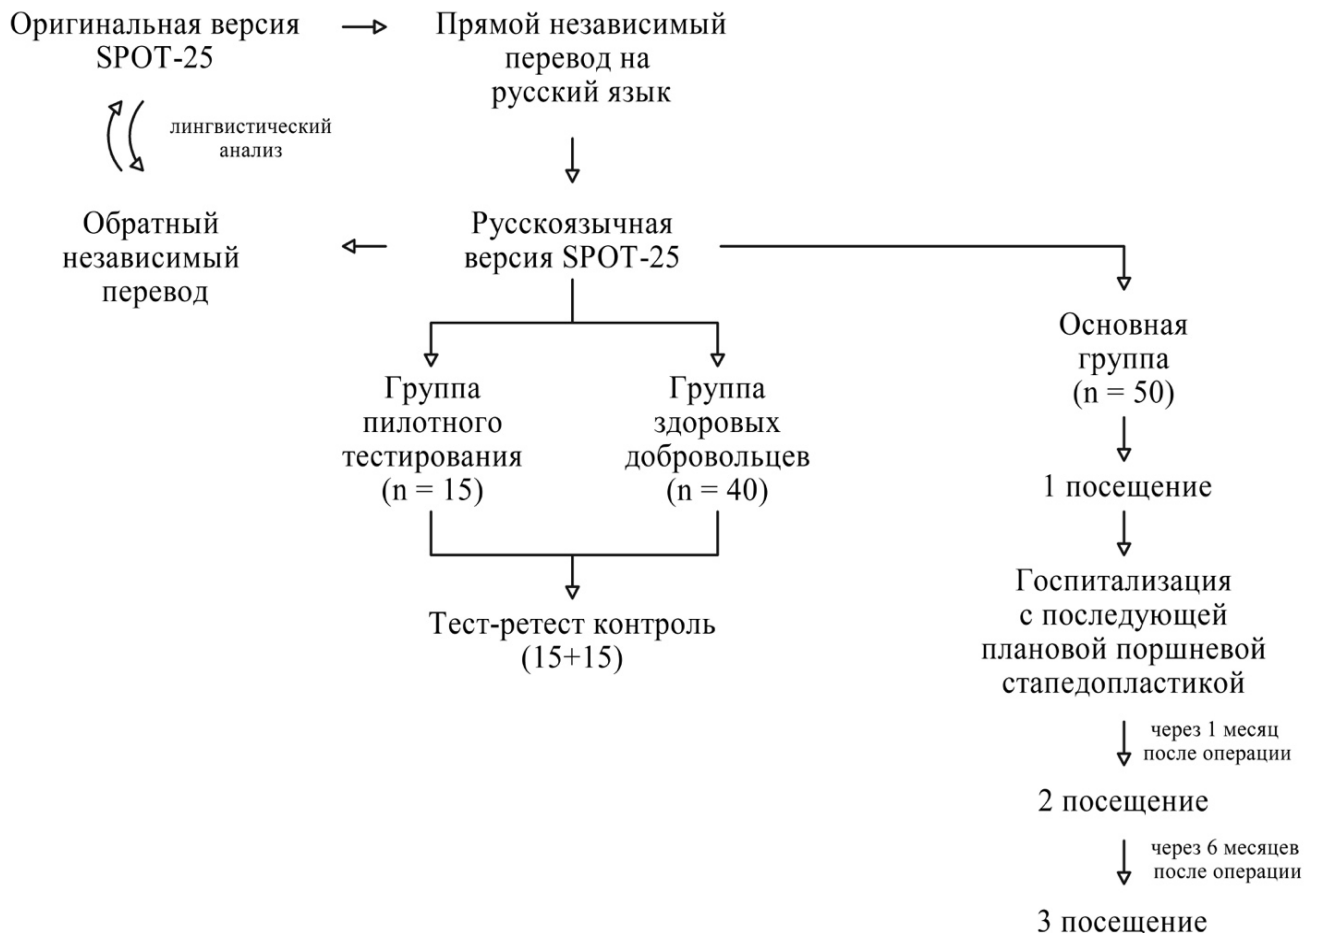 Оригинальная версия
SPOT-25
Прямой независимый
перевод на
русский язык
лингвистический
анализ
Обратный
независимый
перевод
Русскоязычная
версия SPOT-25
Группа
пилотного
тестирования
(n = 15)
Группа
здоровых
добровольцев
(n = 40)
Тест-ретест контроль
(15+15)
Основная
группа
(n = 50)
1 посещение
Госпитализация
с последующей
плановой поршневой
стапедопластикой
через 1 месяц
после операции
2 посещение
через 6 месяцев
после операции
3 посещение